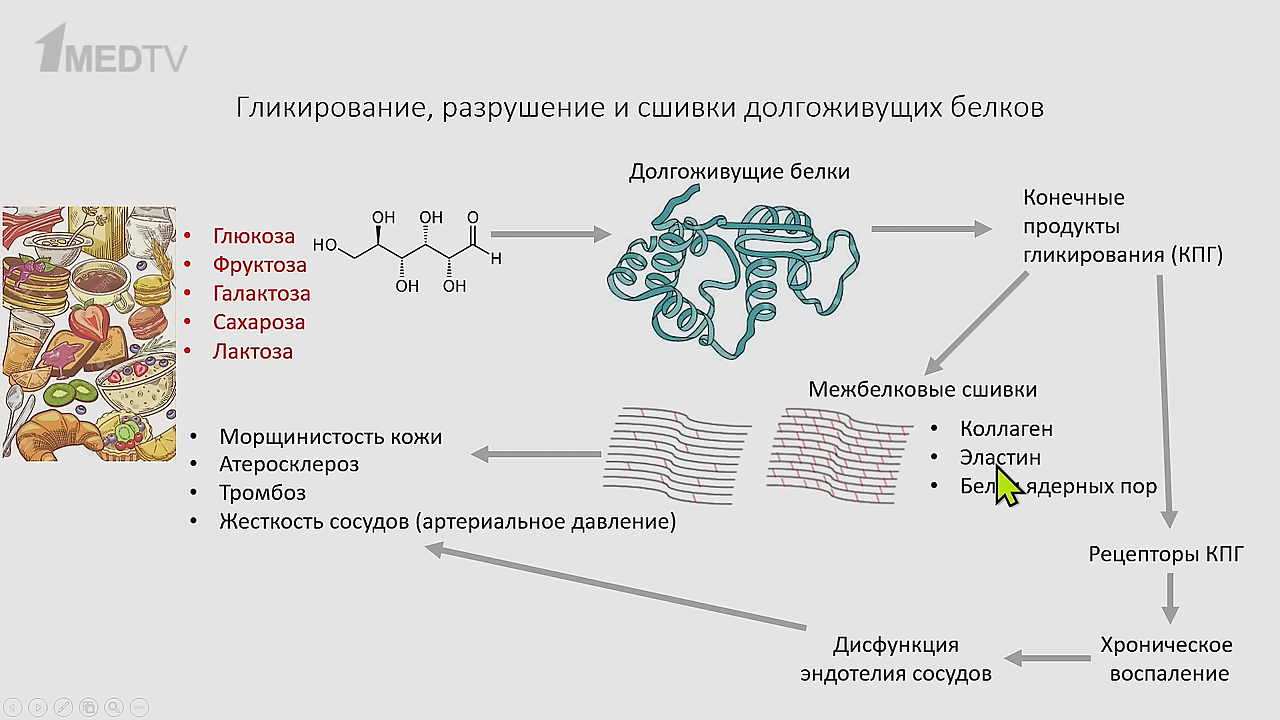 1MEDTV
Гликирование, разрушение и сшивки долгоживущих белков
Долгоживущие белки
Конечные
продукты
гликирования (КПГ)
• Глюкоза
• Фруктоза
• Галактоза
• Сахароза
• Лактоза
OH OH O
HO
H
OH OH
Межбелковые сшивки
• Коллаген
• Эластин
• ядерных пор
• Морщинистость кожи
• Атеросклероз
• Тромбоз
• Жесткость сосудов (артериальное давление)
Рецепторы КПГ
Хроническое
воспаление
Дисфункция
эндотелия сосудов